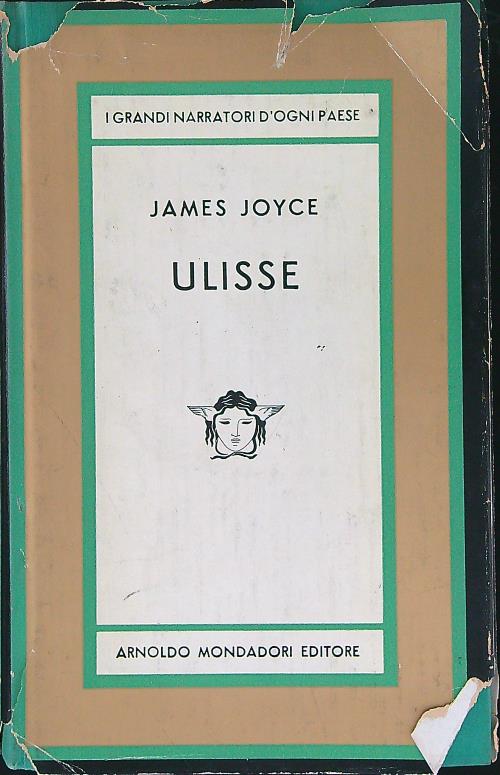 I GRANDI NARRATORI D'OGNI PAESE
JAMES JOYCE
ULISSE
ARNOLDO MONDADORI EDITORE